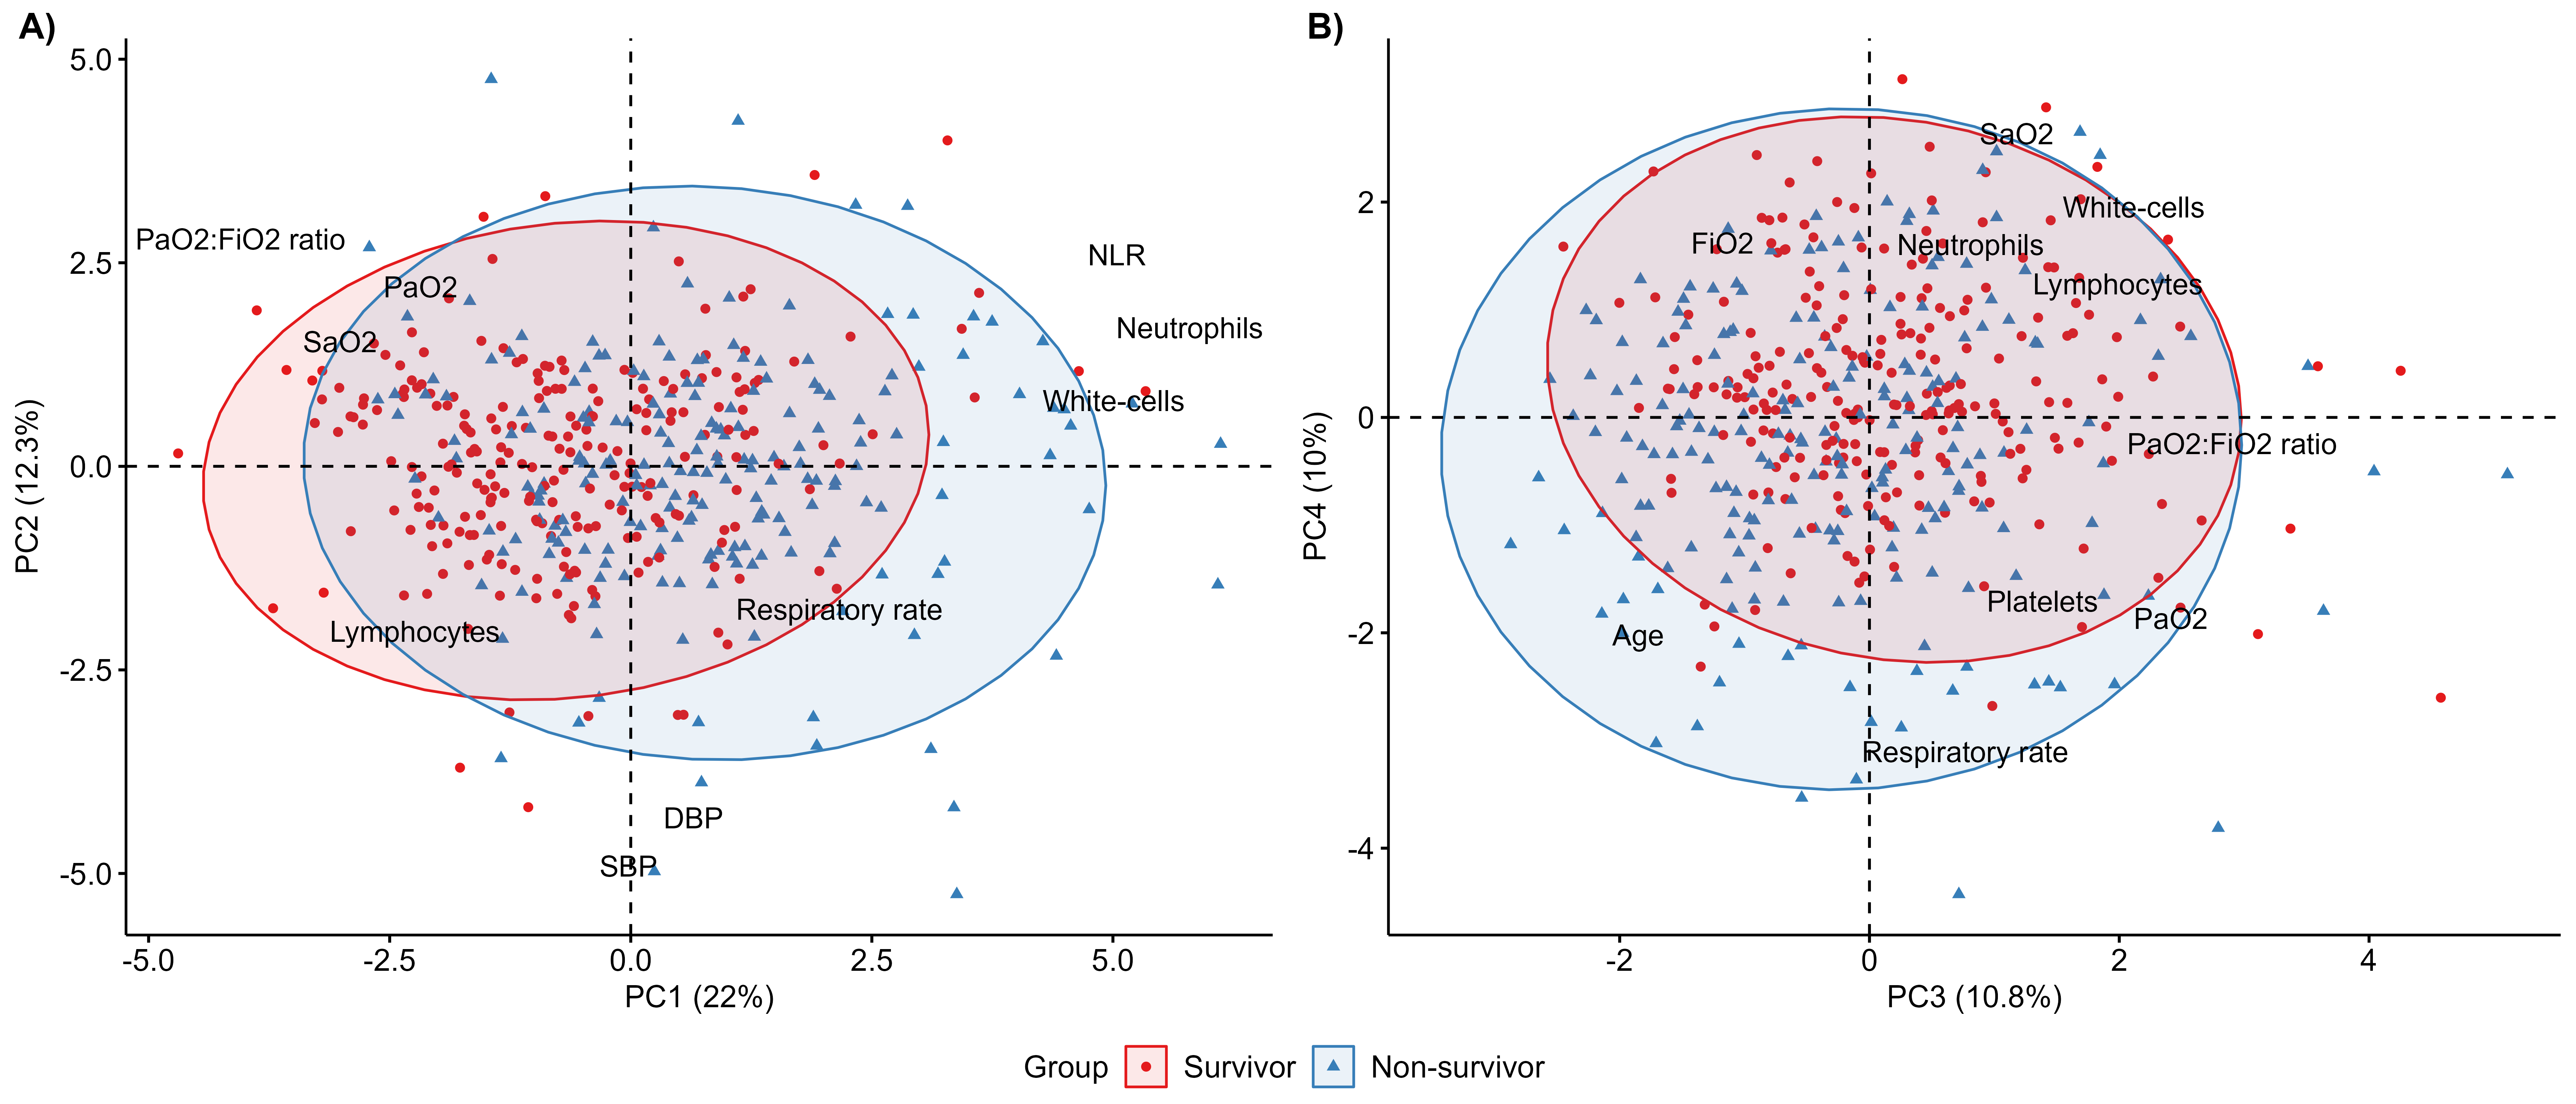 A)
5.0
2.5
0.0
-2.5
-5.0
PC2 (12.3%)
PaO2:FiO2 ratio
PaO2
SaO2
NLR
Neutrophils
White-cells
Respiratory rate
Lymphocytes
DBP
SBP
-5.0
-2.5
0.0
2.5
5.0
PC1 (22%)
B)
2
0
-2
-4
PC4 (10%)
SaO2
White-cells
FiO2
Neutrophils
Lymphocytes
PaO2:FiO2 ratio
Platelets
PaO2
Age
Respiratory rate
-2
0
2
4
PC3 (10.8%)
Group
Survivor
Non-survivor